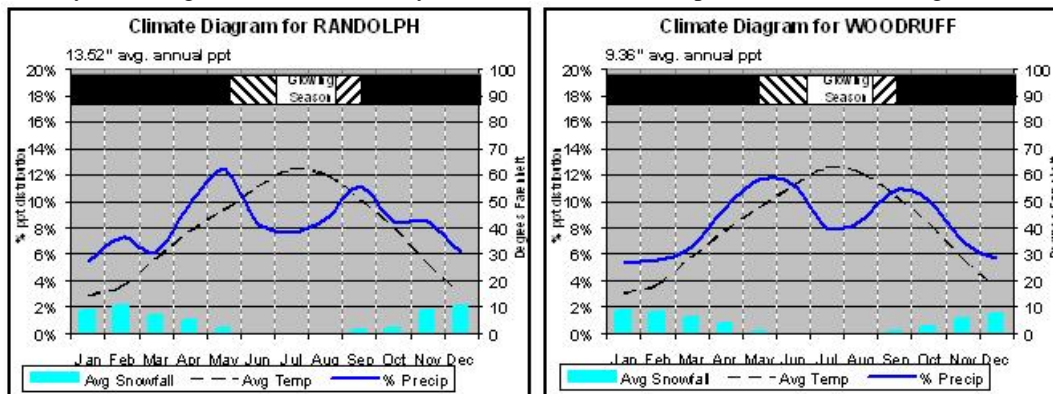 Climate Diagram for RANDOLPH
13.52" avg. annual ppt
20% 100
18% 90
16% 80
14% 70
12% 60
10% 50
8% 40
6% 30
4% 20
2% 10
0% 0
Growing
Season
% ppt distribution
Degrees Farenheit
Jan Feb Mar Apr May Jun Jul Aug Sep Oct Nov Dec
Avg Snowfall Avg Temp % Precip
Climate Diagram for WOODRUFF
9.36" avg. annual ppt
20% 100
18% 90
16% 80
14% 70
12% 60
10% 50
8% 40
6% 30
4% 20
2% 10
0% 0
Growing
Season
% ppt distribution
Jan Feb Mar Apr May Jun Jul Aug Sep Oct Nov Dec
Avg Snowfall Avg Temp % Precip